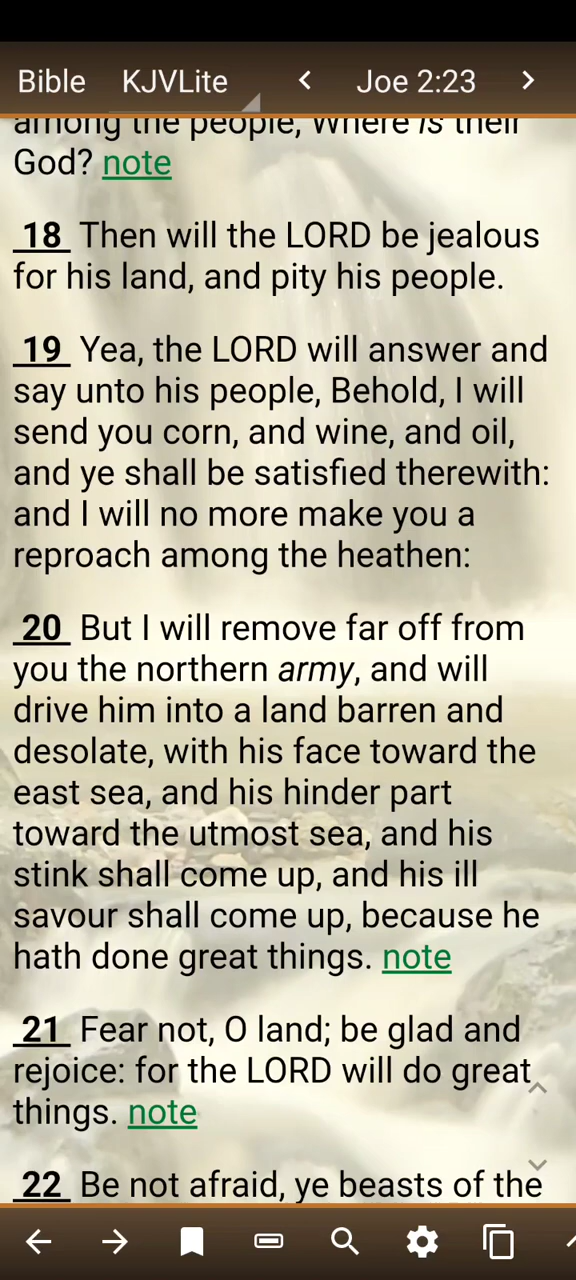 Bible KJVLite < Joe 2:23 >
among the people, Where is their
God? note
18 Then will the LORD be jealous
for his land, and pity his people.
19 Yea, the LORD will answer and
say unto his people, Behold, I will
send you corn, and wine, and oil,
and ye shall be satisfied therewith:
and I will no more make you a
reproach among the heathen:
20 But I will remove far off from
you the northern army, and will
drive him into a land barren and
desolate, with his face toward the
east sea, and his hinder part
toward the utmost sea, and his
stink shall come up, and his ill
savour shall come up, because he
hath done great things. note
21 Fear not, O land; be glad and
rejoice: for the LORD will do great
things. note
22 Be not afraid, ye beasts of the